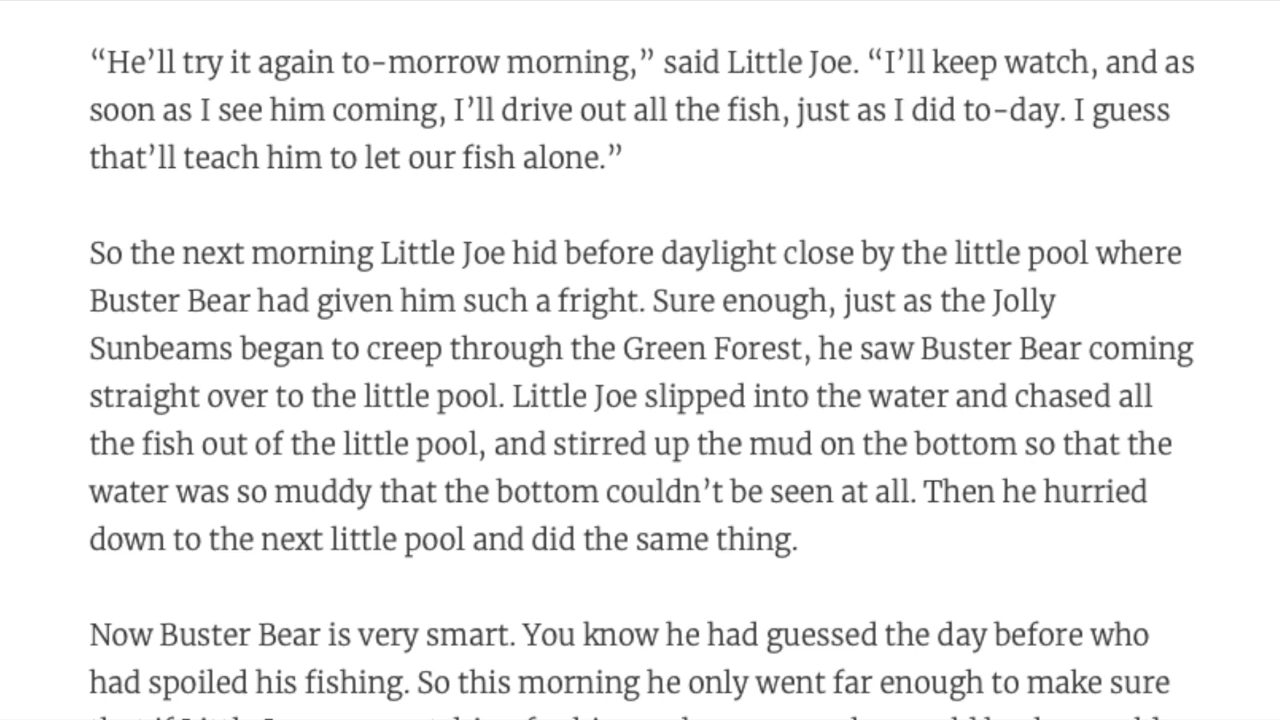 “He’ll try it again to-morrow morning,” said Little Joe. “I’ll keep watch, and as
soon as I see him coming, I’ll drive out all the fish, just as I did to-day. I guess
that’ll teach him to let our fish alone.”
So the next morning Little Joe hid before daylight close by the little pool where
Buster Bear had given him such a fright. Sure enough, just as the Jolly
Sunbeams began to creep through the Green Forest, he saw Buster Bear coming
straight over to the little pool. Little Joe slipped into the water and chased all
the fish out of the little pool, and stirred up the mud on the bottom so that the
water was so muddy that the bottom couldn’t be seen at all. Then he hurried
down to the next little pool and did the same thing.
Now Buster Bear is very smart. You know he had guessed the day before who
had spoiled his fishing. So this morning he only went far enough to make sure